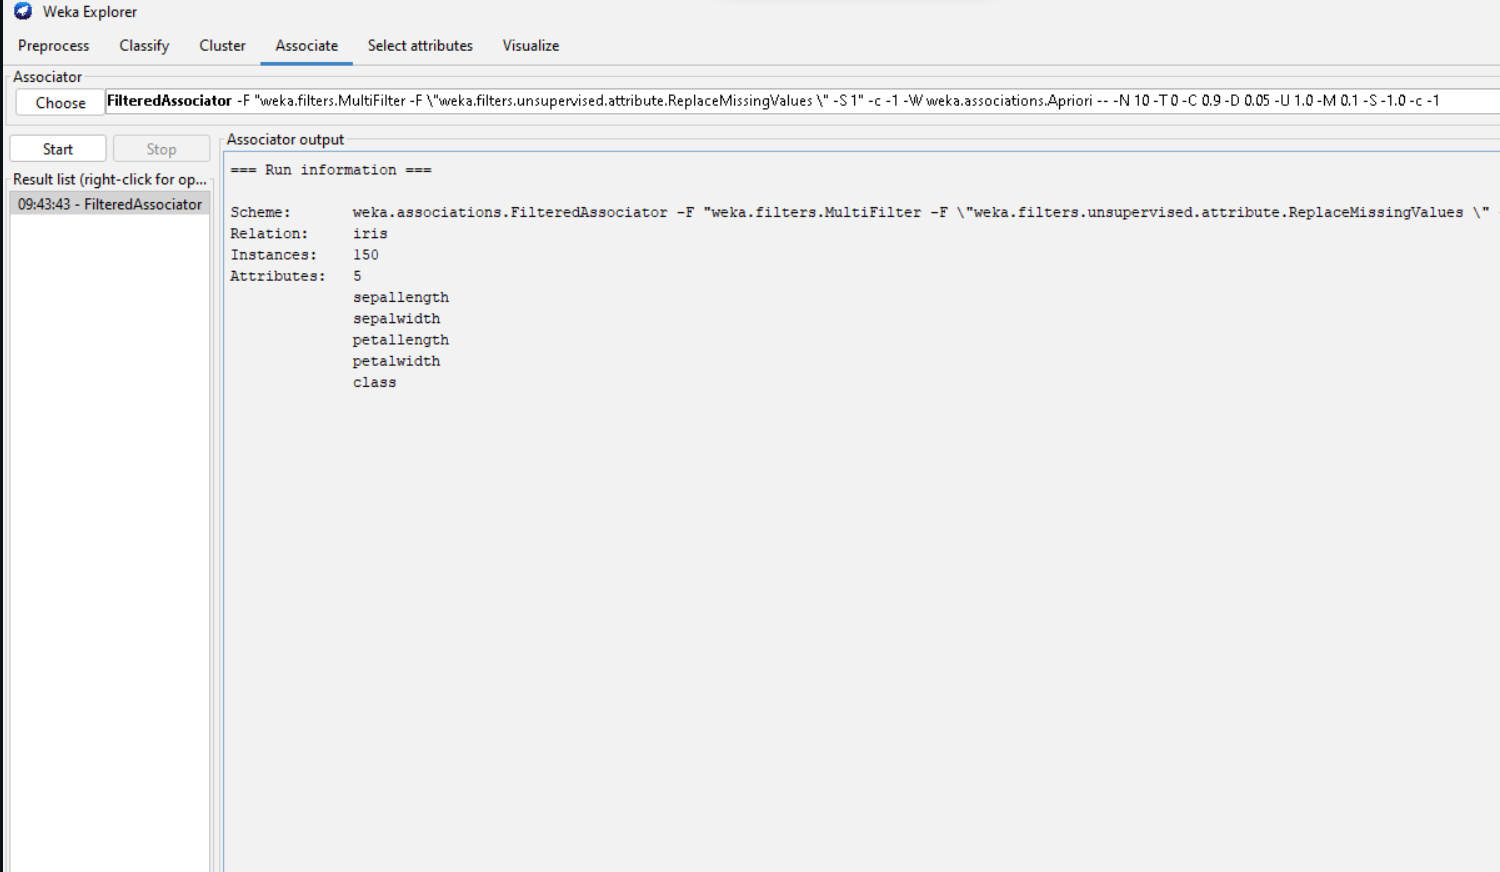 Weka Explorer
Preprocess Classify Cluster Associate Select attributes Visualize
Associator
Choose FilteredAssociator -F "weka.filters.MultiFilter -F \"weka.filters.unsupervised.attribute.ReplaceMissingValues \" -S 1" -c -1 -W weka.associations.Apriori -- -N 10 -T 0 -C 0.9 -D 0.05 -U 1.0 -M 0.1 -S -1.0 -c -1
Start Stop
Result list (right-click for op...
09:43:43 - FilteredAssociator
Associator output
=== Run information ===
Scheme: weka.associations.FilteredAssociator -F "weka.filters.MultiFilter -F \"weka.filters.unsupervised.attribute.ReplaceMissingValues \"
Relation: iris
Instances: 150
Attributes: 5
sepallength
sepalwidth
petallength
petalwidth
class